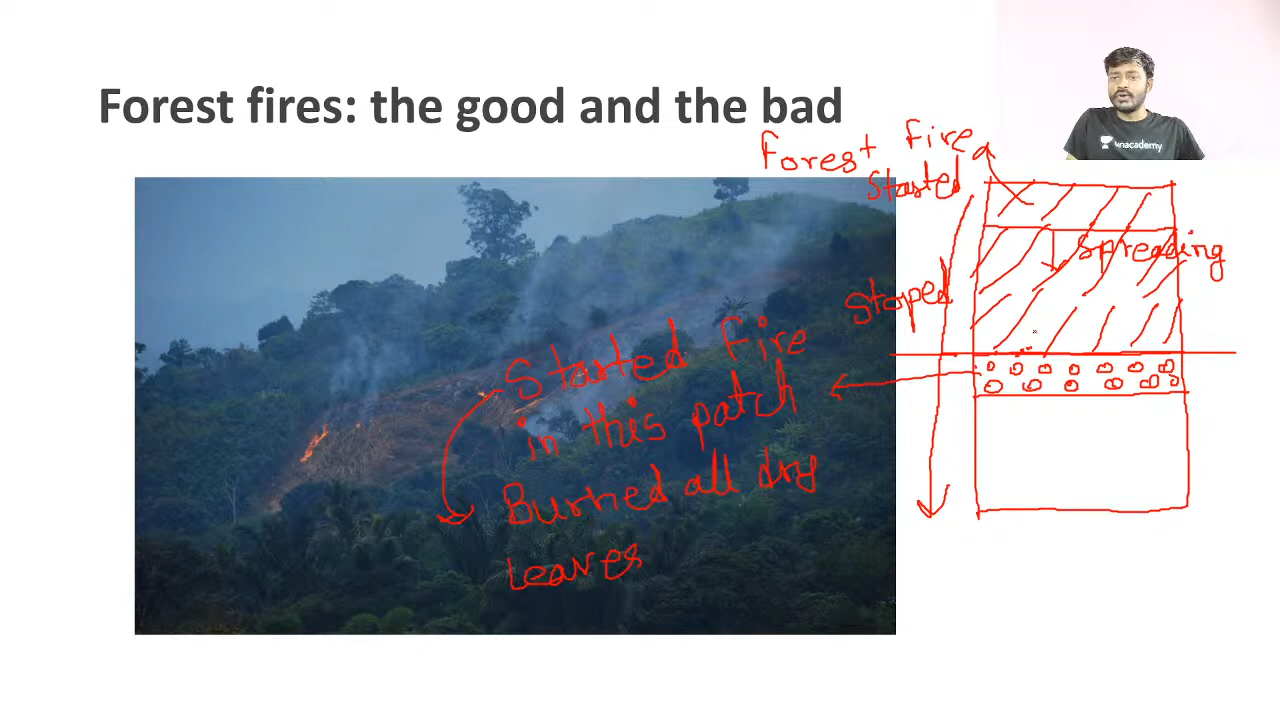 Forest fires: the good and the bad
unacademy
Forest Fire
Started
Spreading
Stoped
Started Fire
in this patch
Burned all dry
leaves